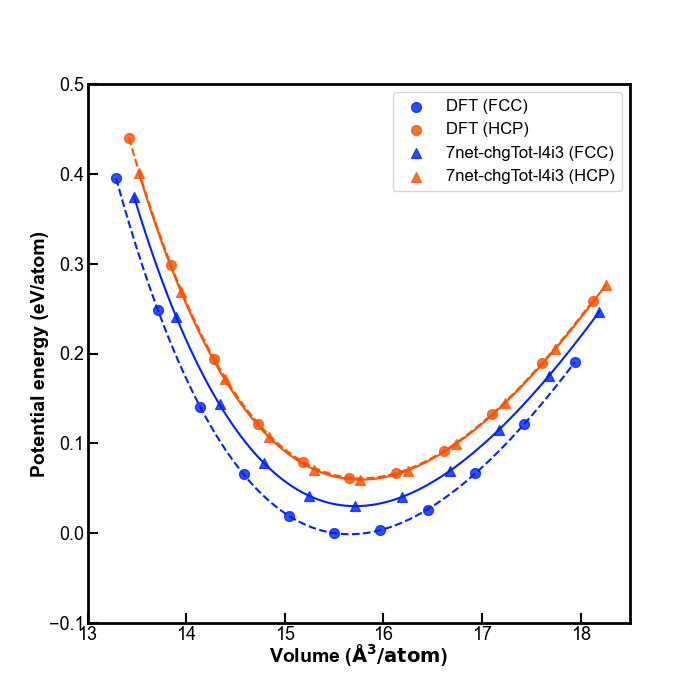 DFT (FCC)
DFT (HCP)
7net-chgTot-l4i3 (FCC)
7net-chgTot-l4i3 (HCP)
Potential energy (eV/atom)
0.5
0.4
0.3
0.2
0.1
0.0
−0.1
13 14 15 16 17 18
Volume (Å³/atom)